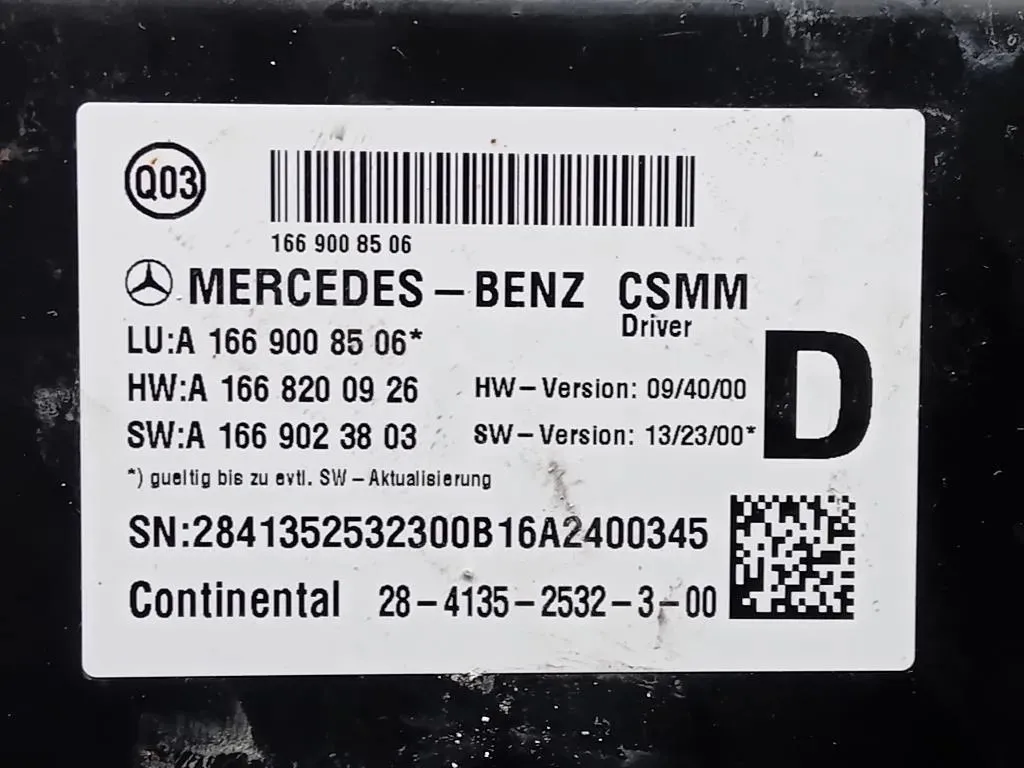 Q03
166 900 85 06
MERCEDES-BENZ CSMM
Driver
LU:A 166 900 85 06*
HW:A 166 820 09 26 HW-Version: 09/40/00
SW:A 166 902 38 03 SW-Version: 13/23/00*
D
*) gueltig bis zu evtl. SW-Aktualisierung
SN:2841352532300B16A2400345
Continental 28-4135-2532-3-00